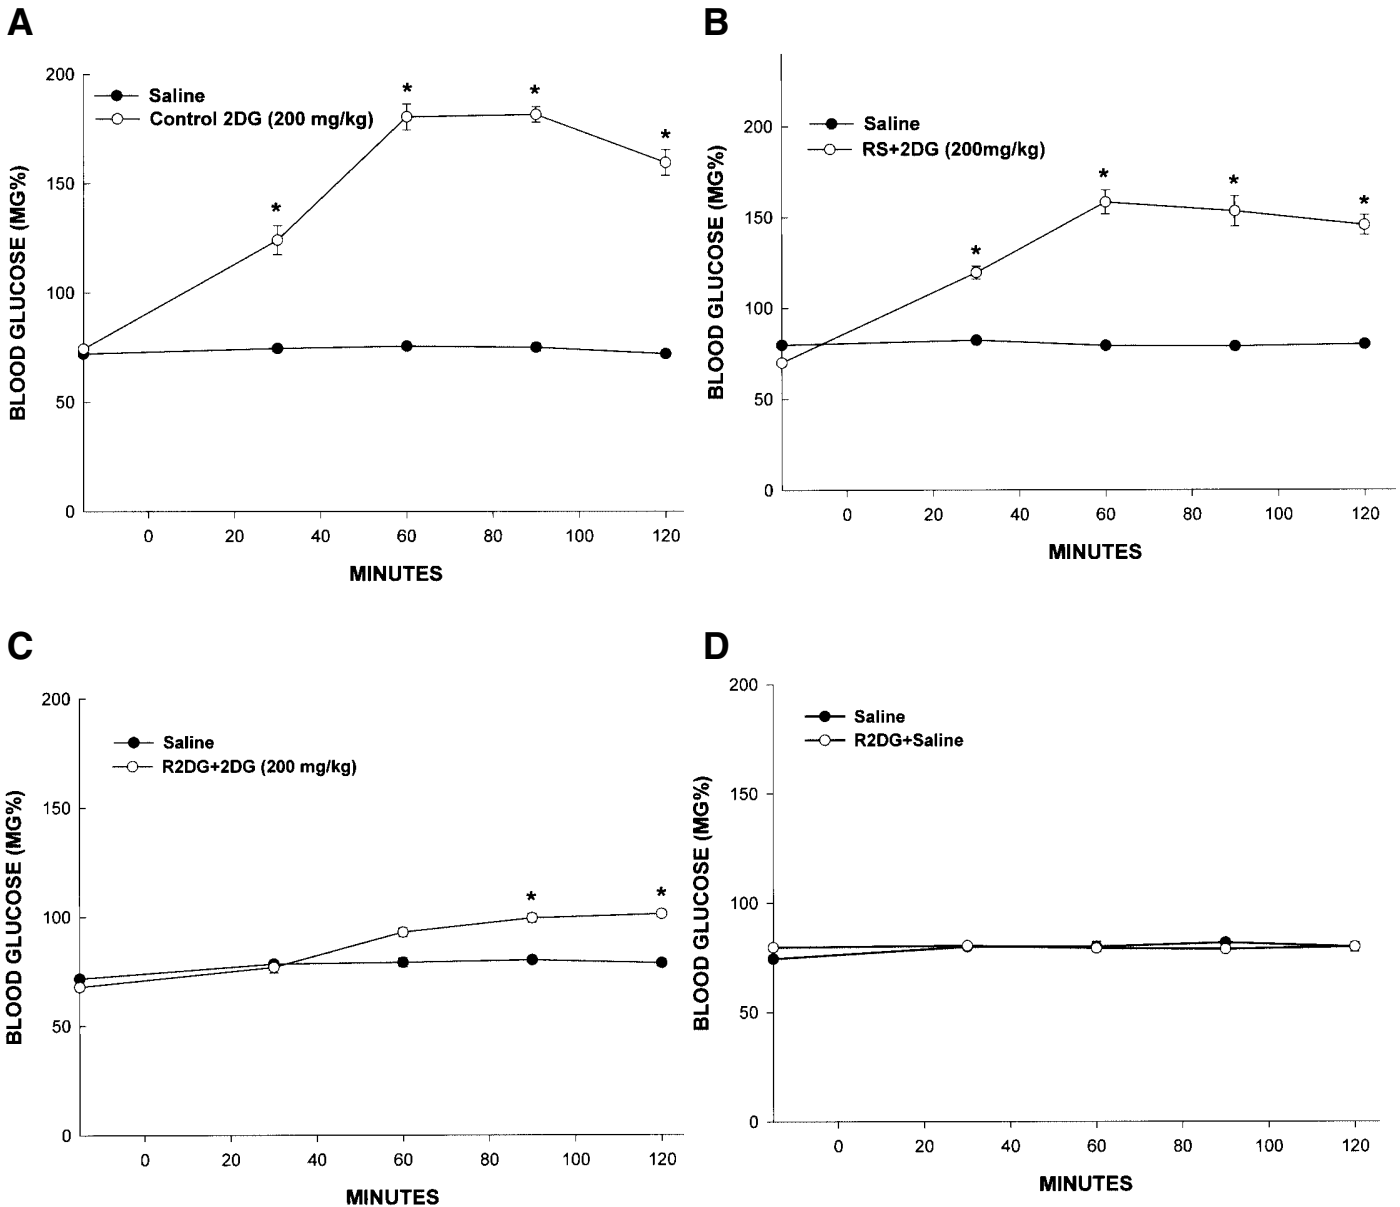 A
BLOOD GLUCOSE (MG%)
200
150
100
50
0
Saline
Control 2DG (200 mg/kg)
*
*
*
*
0 20 40 60 80 100 120
MINUTES
B
BLOOD GLUCOSE (MG%)
200
150
100
50
0
Saline
RS+2DG (200mg/kg)
*
*
*
*
0 20 40 60 80 100 120
MINUTES
C
BLOOD GLUCOSE (MG%)
200
150
100
50
0
Saline
R2DG+2DG (200 mg/kg)
*
*
0 20 40 60 80 100 120
MINUTES
D
BLOOD GLUCOSE (MG%)
200
150
100
50
0
Saline
R2DG+Saline
0 20 40 60 80 100 120
MINUTES